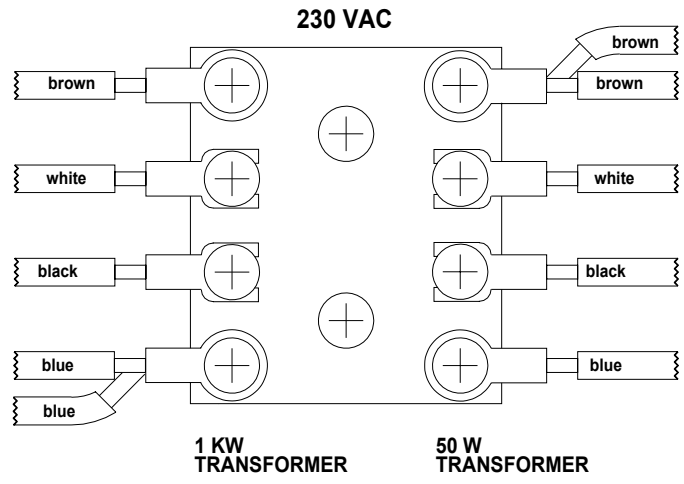 230 VAC
brown
brown
brown
white
white
black
black
blue
blue
blue
1 KW
TRANSFORMER
50 W
TRANSFORMER